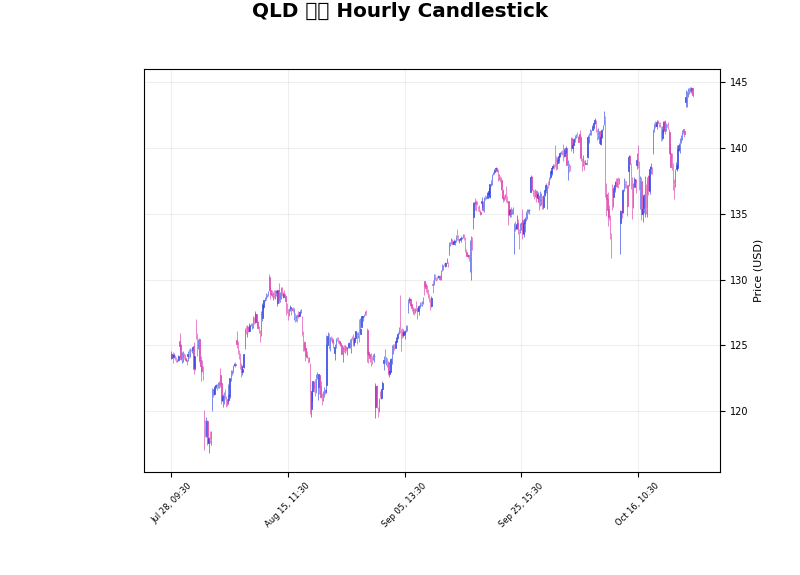 QLD Hourly Candlestick
145
140
135
130
125
120
Price (USD)
Jul 28, 09:30
Aug 15, 11:30
Sep 05, 13:30
Sep 25, 15:30
Oct 16, 10:30